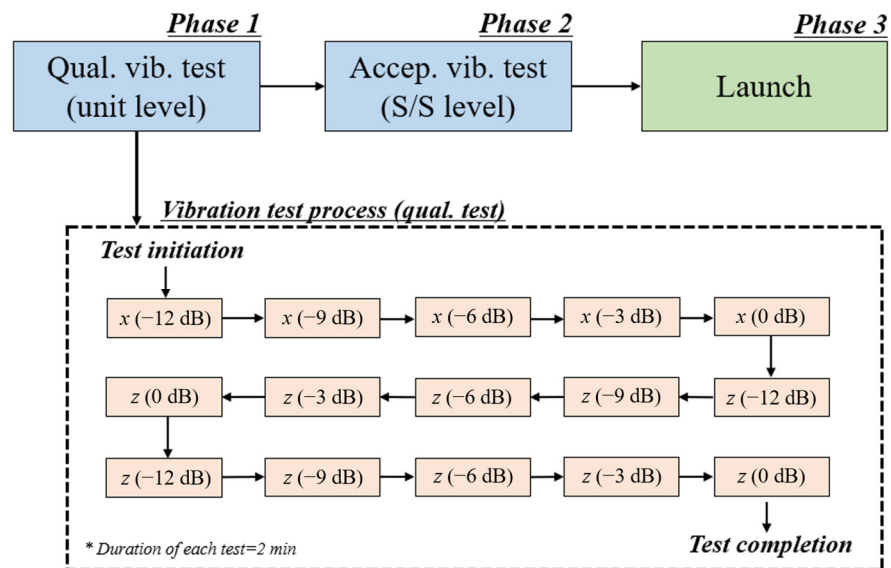 Phase 1
Phase 2
Phase 3
Qual. vib. test
(unit level)
Accep. vib. test
(S/S level)
Launch
Vibration test process (qual. test)
Test initiation
x (−12 dB)
x (−9 dB)
x (−6 dB)
x (−3 dB)
x (0 dB)
z (0 dB)
z (−3 dB)
z (−6 dB)
z (−9 dB)
z (−12 dB)
z (−12 dB)
z (−9 dB)
z (−6 dB)
z (−3 dB)
z (0 dB)
* Duration of each test=2 min
Test completion